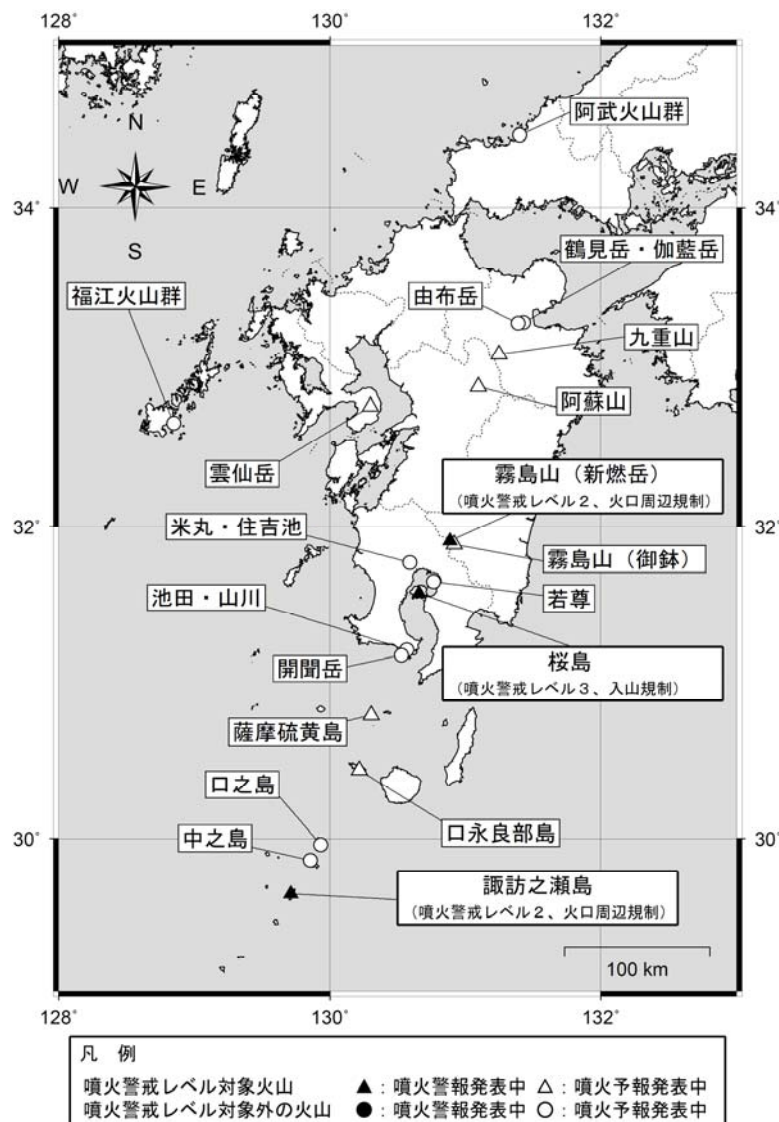 128°
130°
132°
N
W
E
S
34°
32°
30°
阿武火山群
鶴見岳・伽藍岳
由布岳
福江火山群
九重山
阿蘇山
雲仙岳
霧島山（新燃岳）
（噴火警戒レベル２、火口周辺規制）
米丸・住吉池
霧島山（御鉢）
池田・山川
若尊
開聞岳
桜島
（噴火警戒レベル３、入山規制）
薩摩硫黄島
口之島
口永良部島
中之島
諏訪之瀬島
（噴火警戒レベル２、火口周辺規制）
100 km
128°
130°
132°
凡　例
噴火警戒レベル対象火山　▲：噴火警報発表中　△：噴火予報発表中
噴火警戒レベル対象外の火山　●：噴火警報発表中　○：噴火予報発表中